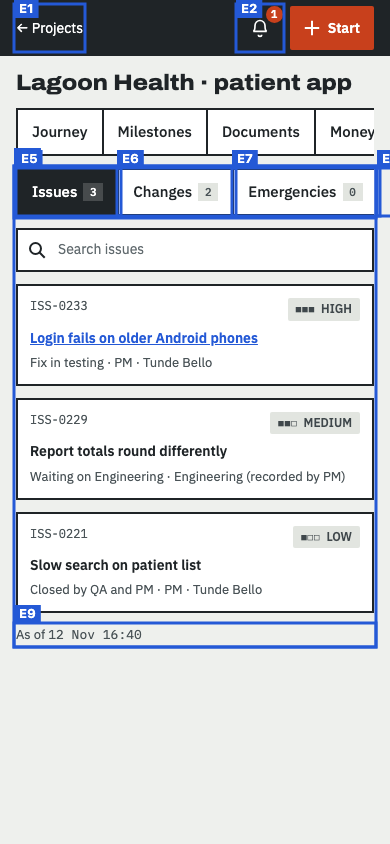 E1
E2
← Projects
1
+ Start
Lagoon Health · patient app
Journey
Milestones
Documents
Money
E5
E6
E7
E
Issues 3
Changes 2
Emergencies 0
Search issues
ISS-0233
■■■ HIGH
Login fails on older Android phones
Fix in testing · PM · Tunde Bello
ISS-0229
■■□ MEDIUM
Report totals round differently
Waiting on Engineering · Engineering (recorded by PM)
ISS-0221
■□□ LOW
Slow search on patient list
Closed by QA and PM · PM · Tunde Bello
E9
As of 12 Nov 16:40